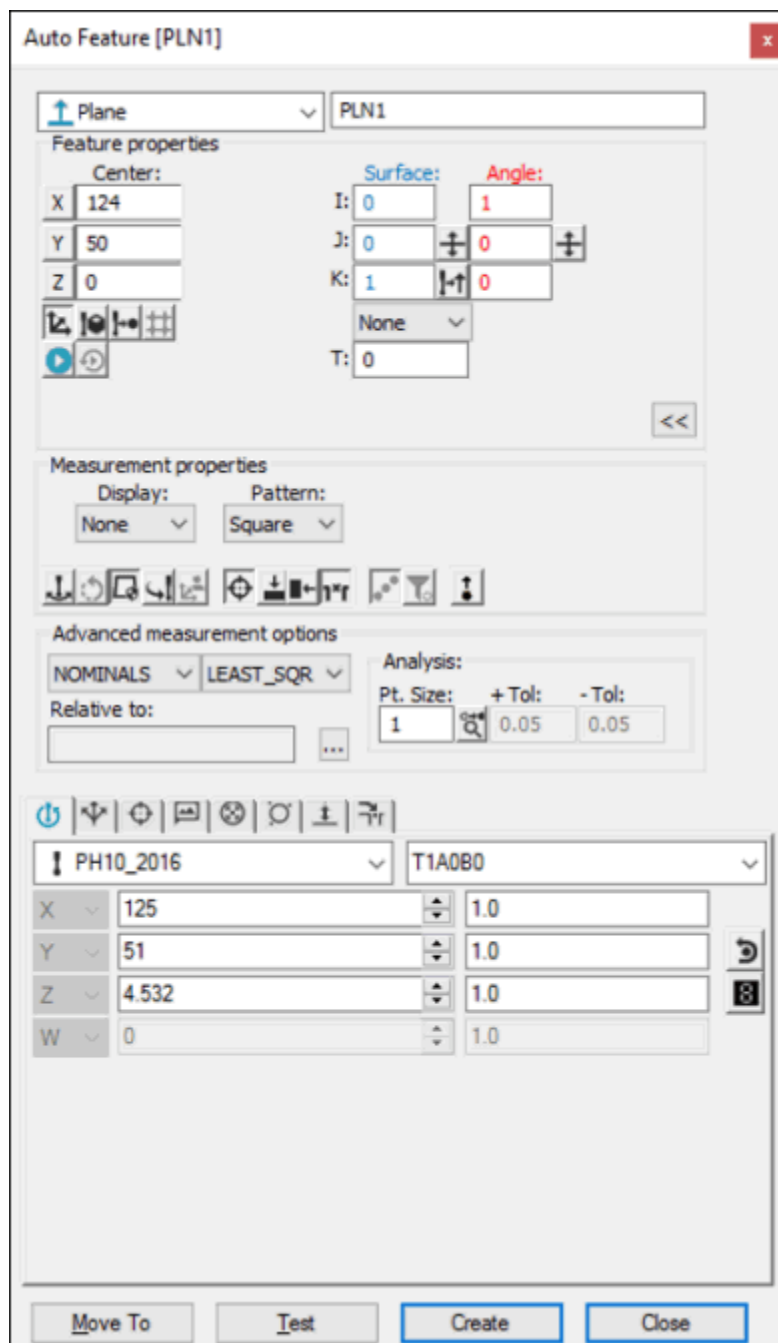 Auto Feature [PLN1]
x
Plane PLN1
Feature properties
Center: Surface: Angle:
X 124 I: 0 1
Y 50 J: 0 0
Z 0 K: 1 0
None
T: 0
<<
Measurement properties
Display: Pattern:
None Square
Advanced measurement options
NOMINALS LEAST_SQR
Analysis:
Pt. Size: + Tol: - Tol:
1 0.05 0.05
Relative to:
...
PH10_2016 T1A0B0
X 125 1.0
Y 51 1.0
Z 4.532 1.0
W 0 1.0
Move To Test Create Close